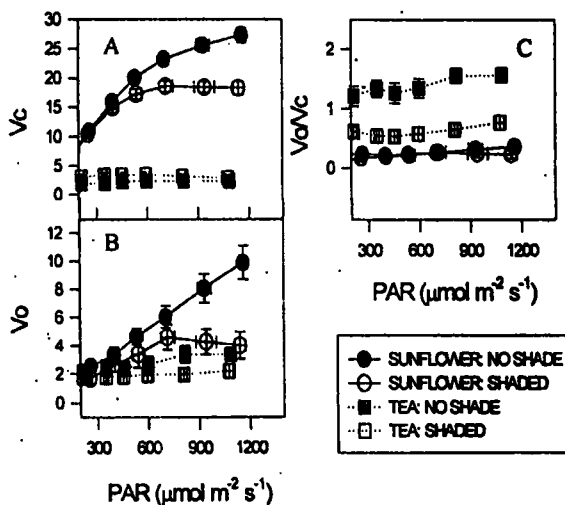 A
Vc
30
25
20
15
10
5
0
B
Vo
12
10
8
6
4
2
0
300 600 900 1200
PAR (μmol m-2 s-1)
C
Vo/Vc
2
1
0
300 600 900 1200
PAR (μmol m-2 s-1)
SUNFLOWER: NO SHADE
SUNFLOWER: SHADED
TEA: NO SHADE
TEA: SHADED